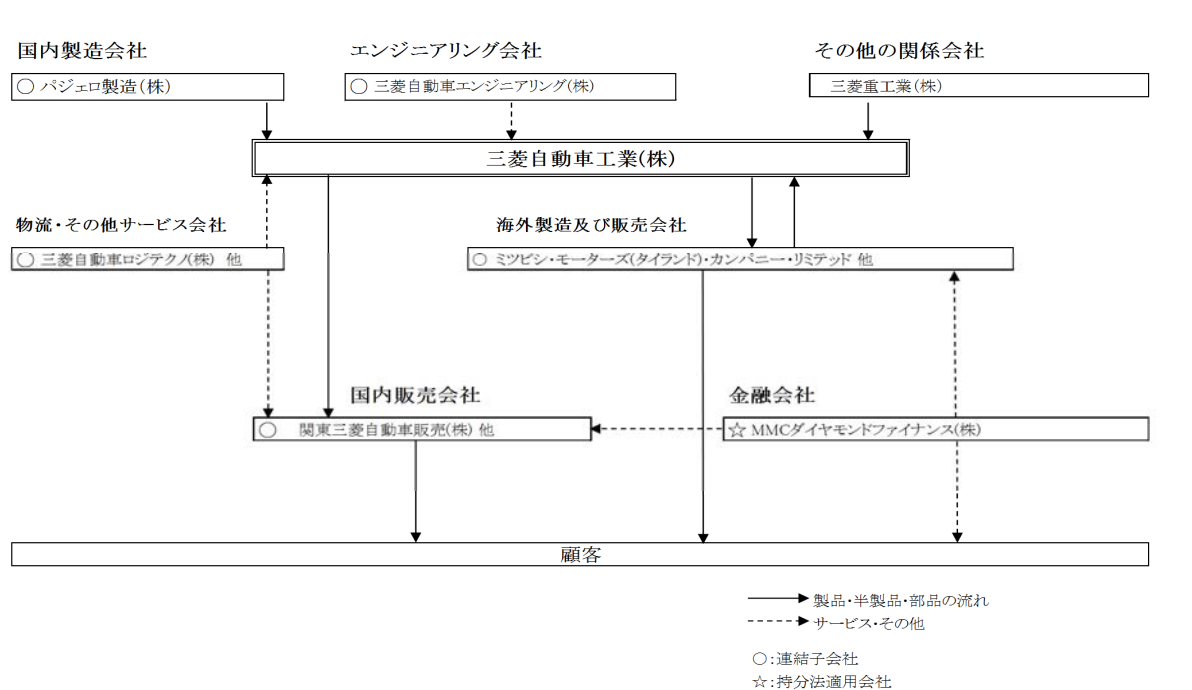 国内製造会社
エンジニアリング会社
その他の関係会社
○ パジェロ製造(株)
○ 三菱自動車エンジニアリング(株)
三菱重工業(株)
三菱自動車工業(株)
物流・その他サービス会社
海外製造及び販売会社
○ 三菱自動車ロジテクノ(株) 他
○ ミツビシ・モーターズ(タイランド)・カンパニー・リミテッド 他
国内販売会社
金融会社
○ 関東三菱自動車販売(株) 他
☆ MMCダイヤモンドファイナンス(株)
顧客
製品・半製品・部品の流れ
サービス・その他
○:連結子会社
☆:持分法適用会社